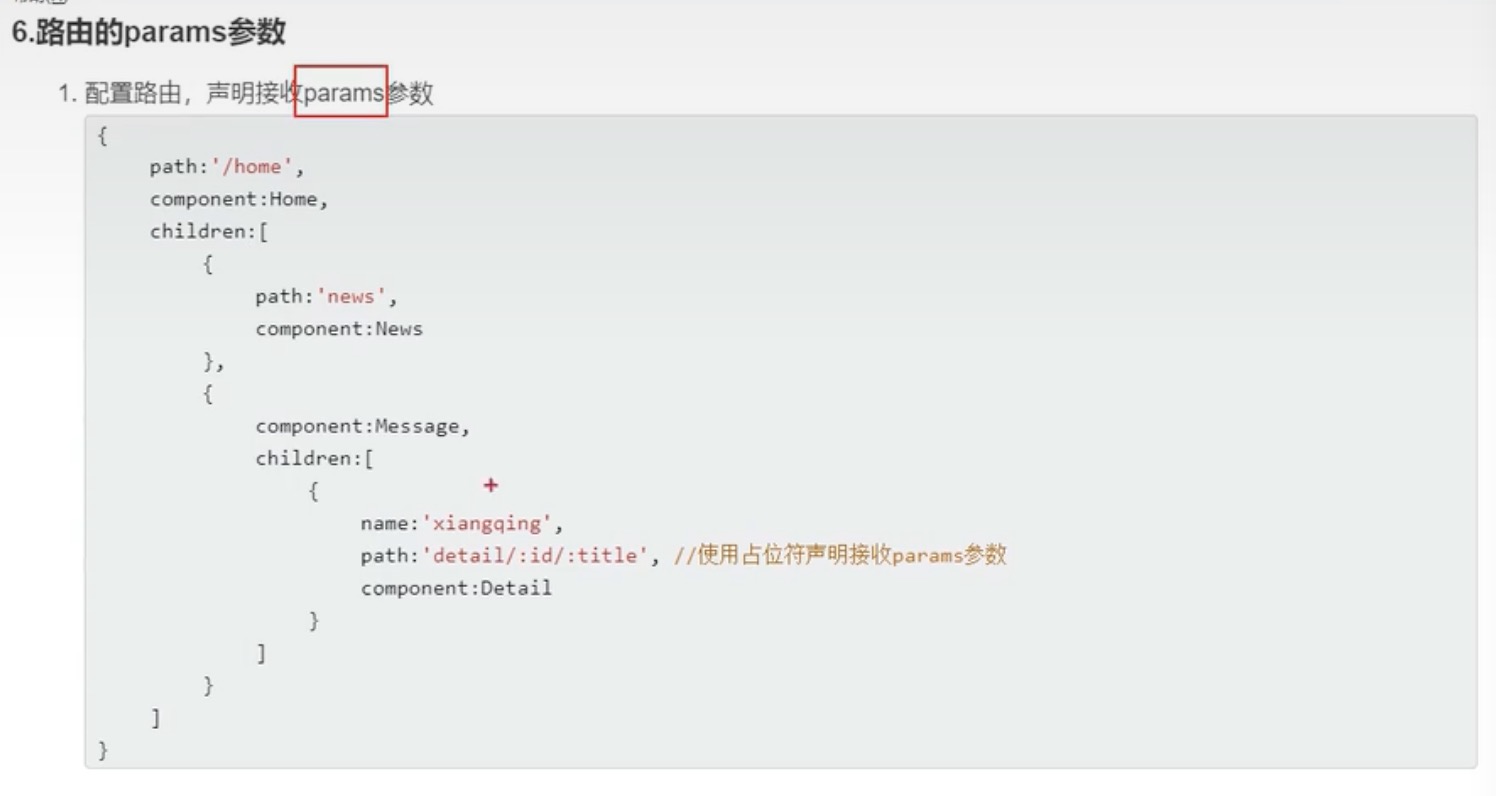 6.路由的params参数
1. 配置路由，声明接收params参数
{
path:'/home',
component:Home,
children:[
{
path:'news',
component:News
},
{
component:Message,
children:[
{
name:'xiangqing',
path:'detail/:id/:title', //使用占位符声明接收params参数
component:Detail
}
]
}
]
}